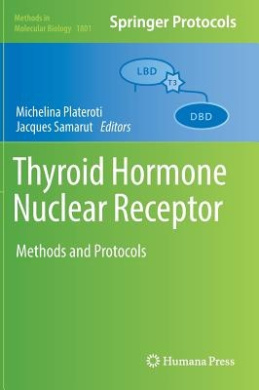 Methods in
Molecular Biology 1801
Springer Protocols
LBD
T3
DBD
Michelina Plateroti
Jacques Samarut Editors
Thyroid Hormone
Nuclear Receptor
Methods and Protocols
Humana Press